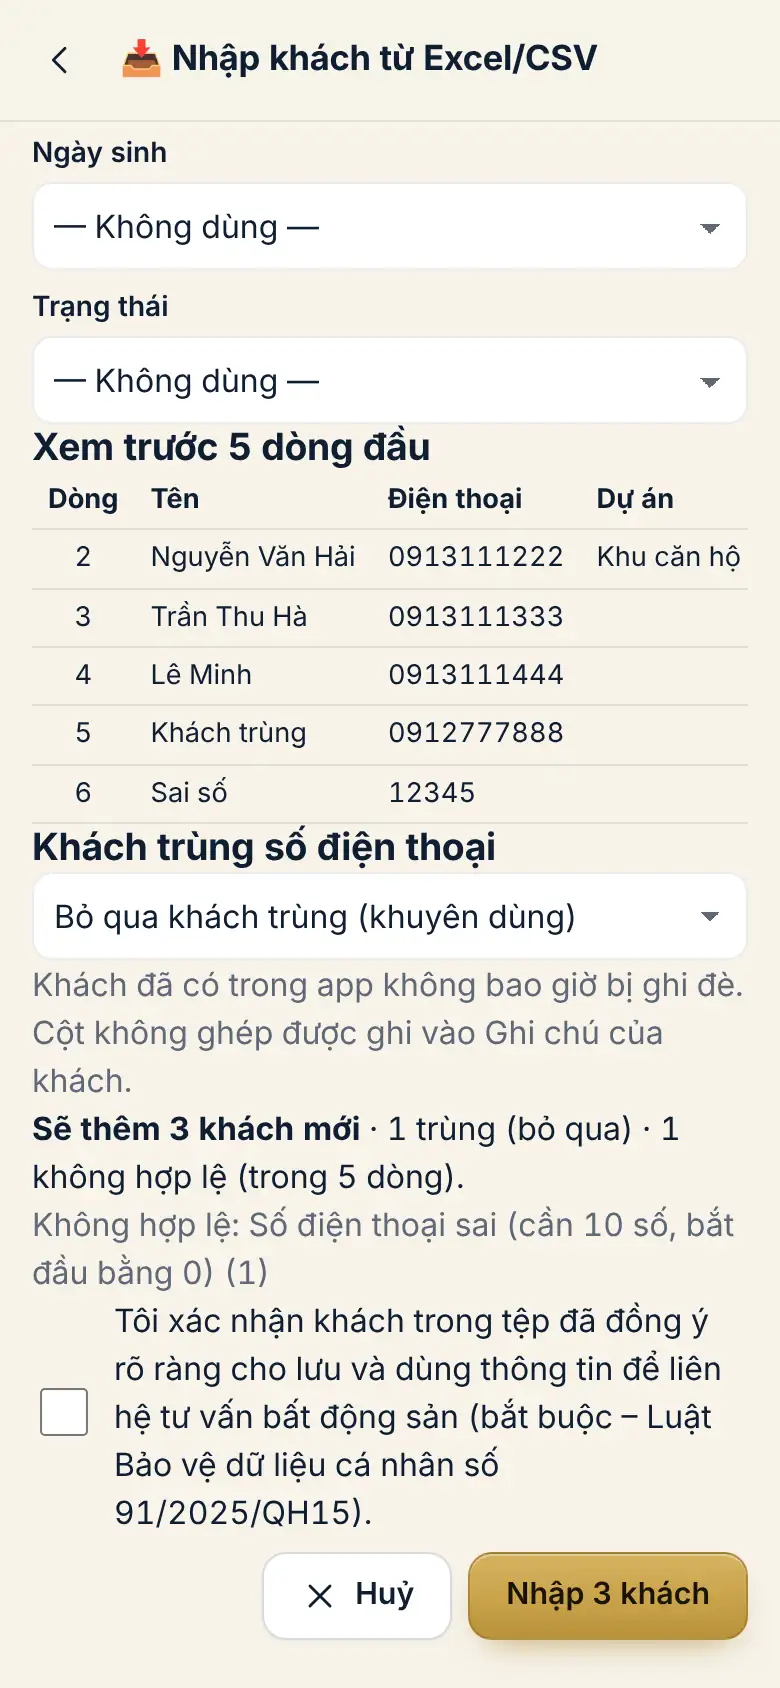 📥 Nhập khách từ Excel/CSV
Ngày sinh
— Không dùng —
Trạng thái
— Không dùng —
Xem trước 5 dòng đầu
Dòng Tên Điện thoại Dự án
2 Nguyễn Văn Hải 0913111222 Khu căn hộ
3 Trần Thu Hà 0913111333
4 Lê Minh 0913111444
5 Khách trùng 0912777888
6 Sai số 12345
Khách trùng số điện thoại
Bỏ qua khách trùng (khuyên dùng)
Khách đã có trong app không bao giờ bị ghi đè.
Cột không ghép được ghi vào Ghi chú của
khách.
Sẽ thêm 3 khách mới · 1 trùng (bỏ qua) · 1
không hợp lệ (trong 5 dòng).
Không hợp lệ: Số điện thoại sai (cần 10 số, bắt
đầu bằng 0) (1)
Tôi xác nhận khách trong tệp đã đồng ý
rõ ràng cho lưu và dùng thông tin để liên
hệ tư vấn bất động sản (bắt buộc – Luật
Bảo vệ dữ liệu cá nhân số
91/2025/QH15).
Huỷ
Nhập 3 khách